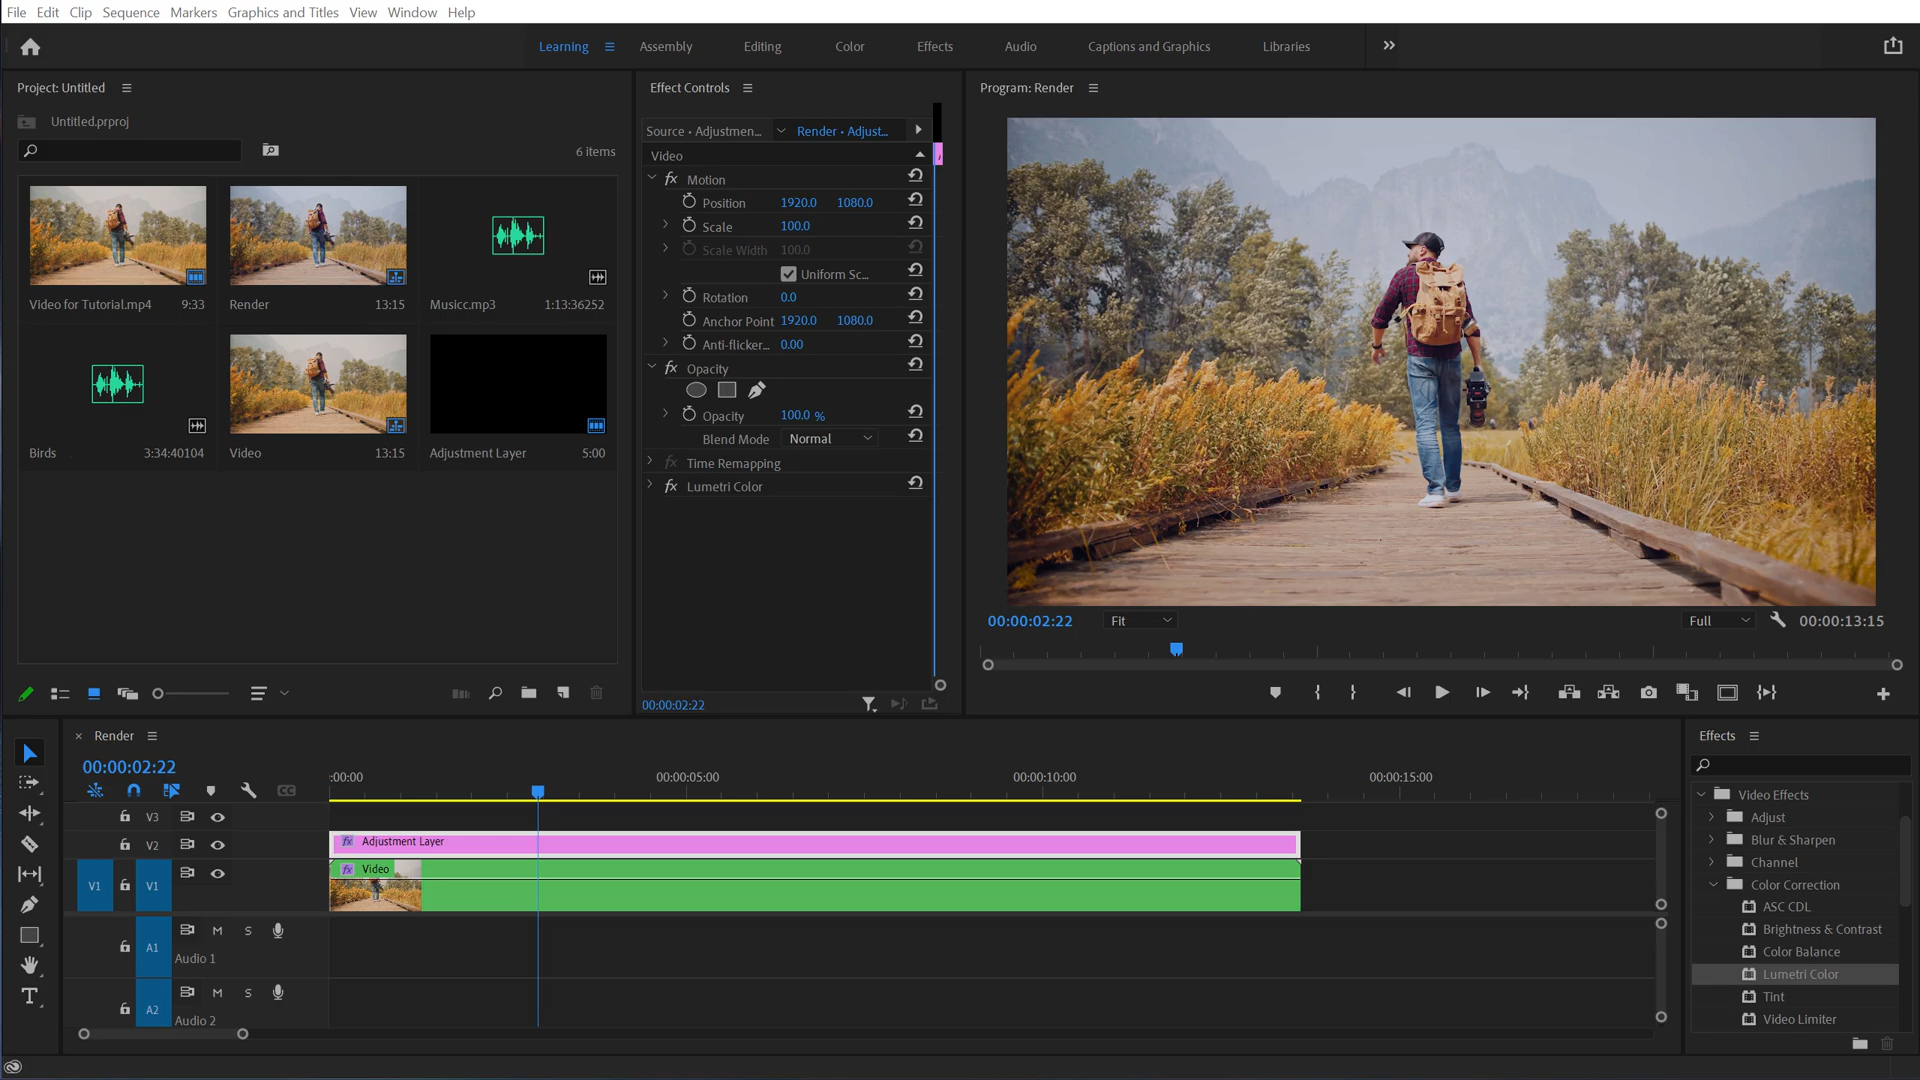 File Edit Clip Sequence Markers Graphics and Titles View Window Help
Learning Assembly Editing Color Effects Audio Captions and Graphics Libraries
Project: Untitled
Untitled.prproj
6 items
Video for Tutorial.mp4 9:33
Render 13:15
Musicc.mp3 1:13:36252
Birds 3:34:40104
Video 13:15
Adjustment Layer 5:00
Effect Controls
Source • Adjustmen... Render • Adjust...
Video
fx Motion
Position 1920.0 1080.0
Scale 100.0
Scale Width 100.0
Uniform Sc...
Rotation 0.0
Anchor Point 1920.0 1080.0
Anti-flicker... 0.00
fx Opacity
Opacity 100.0 %
Blend Mode Normal
fx Time Remapping
fx Lumetri Color
00:00:02:22
Program: Render
00:00:02:22 Fit Full 00:00:13:15
× Render
00:00:02:22
:00:00 00:00:05:00 00:00:10:00 00:00:15:00
CC
V3
V2
fx Adjustment Layer
V1 V1
fx Video
A1 M S
Audio 1
A2 M S
Audio 2
Effects
Video Effects
Adjust
Blur & Sharpen
Channel
Color Correction
ASC CDL
Brightness & Contrast
Color Balance
Lumetri Color
Tint
Video Limiter